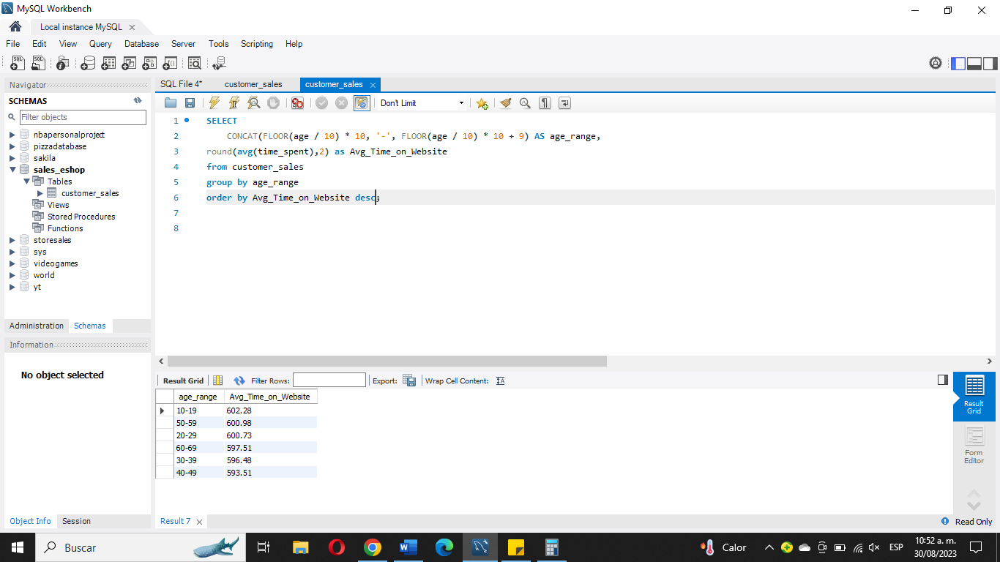 MySQL Workbench
Local instance MySQL
File Edit View Query Database Server Tools Scripting Help
Navigator
SCHEMAS
Filter objects
nbapersonalproject
pizzadatabase
sakila
sales_eshop
Tables
customer_sales
Views
Stored Procedures
Functions
storesales
sys
videogames
world
yt
Administration Schemas
Information
No object selected
Object Info Session
SQL File 4* customer_sales customer_sales
Don't Limit
1 SELECT
2 CONCAT(FLOOR(age / 10) * 10, '-', FLOOR(age / 10) * 10 + 9) AS age_range,
3 round(avg(time_spent),2) as Avg_Time_on_Website
4 from customer_sales
5 group by age_range
6 order by Avg_Time_on_Website desc;
7
8
Result Grid Filter Rows: Export: Wrap Cell Content:
age_range Avg_Time_on_Website
10-19 602.28
50-59 600.98
20-29 600.73
60-69 597.51
30-39 596.48
40-49 593.51
Result
Grid
Form
Editor
Result 7
Read Only
Buscar
Calor
ESP
10:52 a. m.
30/08/2023